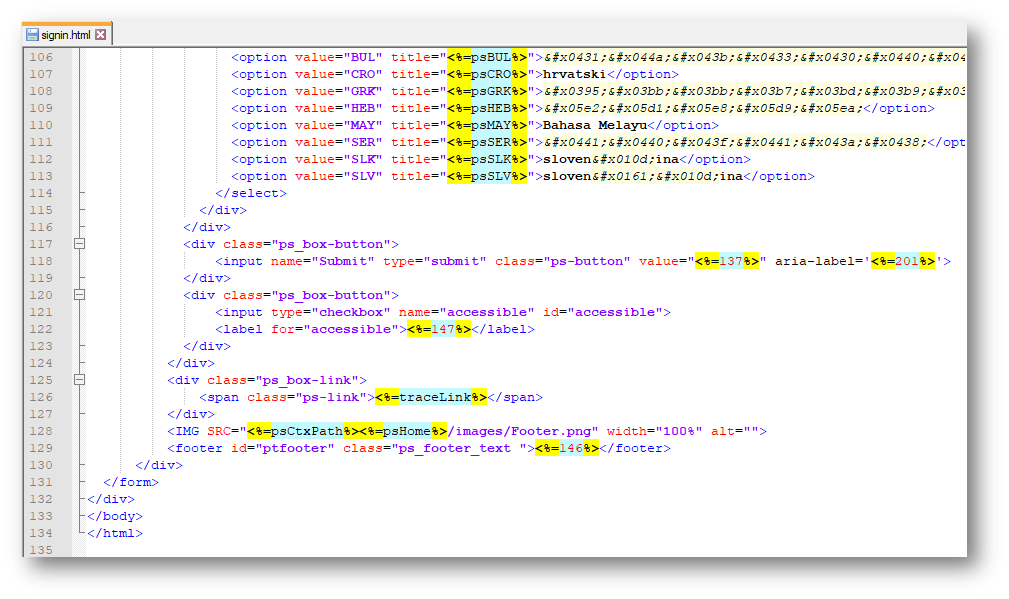 signin.html
106 <option value="BUL" title="<%=psBUL%>">&#x0431;&#x044a;&#x043b;&#x0433;&#x0430;&#x0440;&#x04
107 <option value="CRO" title="<%=psCRO%>">hrvatski</option>
108 <option value="GRK" title="<%=psGRK%>">&#x0395;&#x03bb;&#x03bb;&#x03b7;&#x03bd;&#x03b9;&#x03
109 <option value="HEB" title="<%=psHEB%>">&#x05e2;&#x05d1;&#x05e8;&#x05d9;&#x05ea;</option>
110 <option value="MAY" title="<%=psMAY%>">Bahasa Melayu</option>
111 <option value="SER" title="<%=psSER%>">&#x0441;&#x0440;&#x043f;&#x0441;&#x043a;&#x0438;</opt
112 <option value="SLK" title="<%=psSLK%>">sloven&#x010d;ina</option>
113 <option value="SLV" title="<%=psSLV%>">sloven&#x0161;&#x010d;ina</option>
114 </select>
115 </div>
116 </div>
117 <div class="ps_box-button">
118 <input name="Submit" type="submit" class="ps-button" value="<%=137%>" aria-label='<%=201%>'>
119 </div>
120 <div class="ps_box-button">
121 <input type="checkbox" name="accessible" id="accessible">
122 <label for="accessible"><%=147%></label>
123 </div>
124 </div>
125 <div class="ps_box-link">
126 <span class="ps-link"><%=traceLink%></span>
127 </div>
128 <IMG SRC="<%=psCtxPath%><%=psHome%>/images/Footer.png" width="100%" alt="">
129 <footer id="ptfooter" class="ps_footer_text "><%=146%></footer>
130 </div>
131 </form>
132 </div>
133 </body>
134 </html>
135